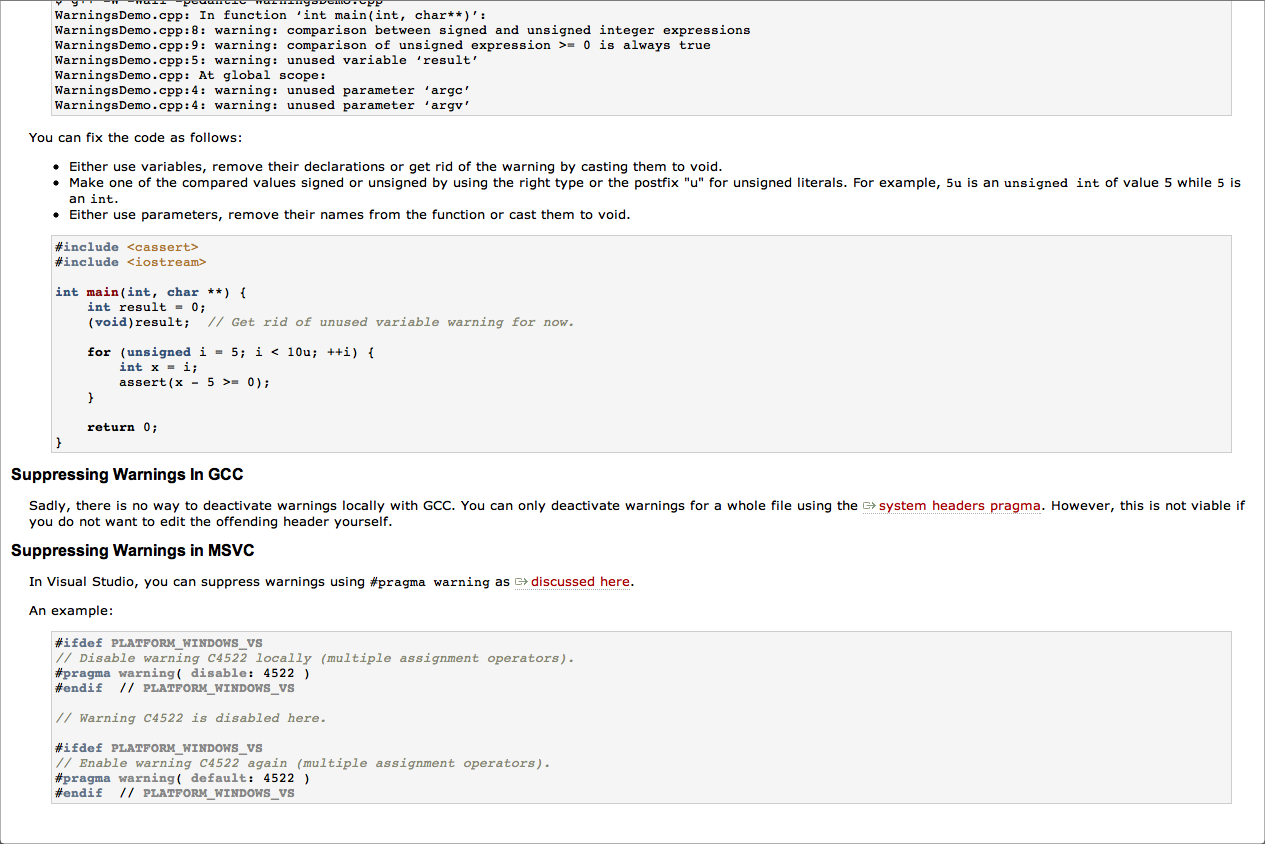 $ g++ -W -Wall -pedantic WarningsDemo.cpp
WarningsDemo.cpp: In function ‘int main(int, char**)’:
WarningsDemo.cpp:8: warning: comparison between signed and unsigned integer expressions
WarningsDemo.cpp:9: warning: comparison of unsigned expression >= 0 is always true
WarningsDemo.cpp:5: warning: unused variable ‘result’
WarningsDemo.cpp: At global scope:
WarningsDemo.cpp:4: warning: unused parameter ‘argc’
WarningsDemo.cpp:4: warning: unused parameter ‘argv’
You can fix the code as follows:
• Either use variables, remove their declarations or get rid of the warning by casting them to void.
• Make one of the compared values signed or unsigned by using the right type or the postfix "u" for unsigned literals. For example, 5u is an unsigned int of value 5 while 5 is
an int.
• Either use parameters, remove their names from the function or cast them to void.
#include <cassert>
#include <iostream>
int main(int, char **) {
    int result = 0;
    (void)result;  // Get rid of unused variable warning for now.
    for (unsigned i = 5; i < 10u; ++i) {
        int x = i;
        assert(x - 5 >= 0);
    }
    return 0;
}
Suppressing Warnings In GCC
Sadly, there is no way to deactivate warnings locally with GCC. You can only deactivate warnings for a whole file using the system headers pragma. However, this is not viable if
you do not want to edit the offending header yourself.
Suppressing Warnings in MSVC
In Visual Studio, you can suppress warnings using #pragma warning as discussed here.
An example:
#ifdef PLATFORM_WINDOWS_VS
// Disable warning C4522 locally (multiple assignment operators).
#pragma warning( disable: 4522 )
#endif  // PLATFORM_WINDOWS_VS
// Warning C4522 is disabled here.
#ifdef PLATFORM_WINDOWS_VS
// Enable warning C4522 again (multiple assignment operators).
#pragma warning( default: 4522 )
#endif  // PLATFORM_WINDOWS_VS